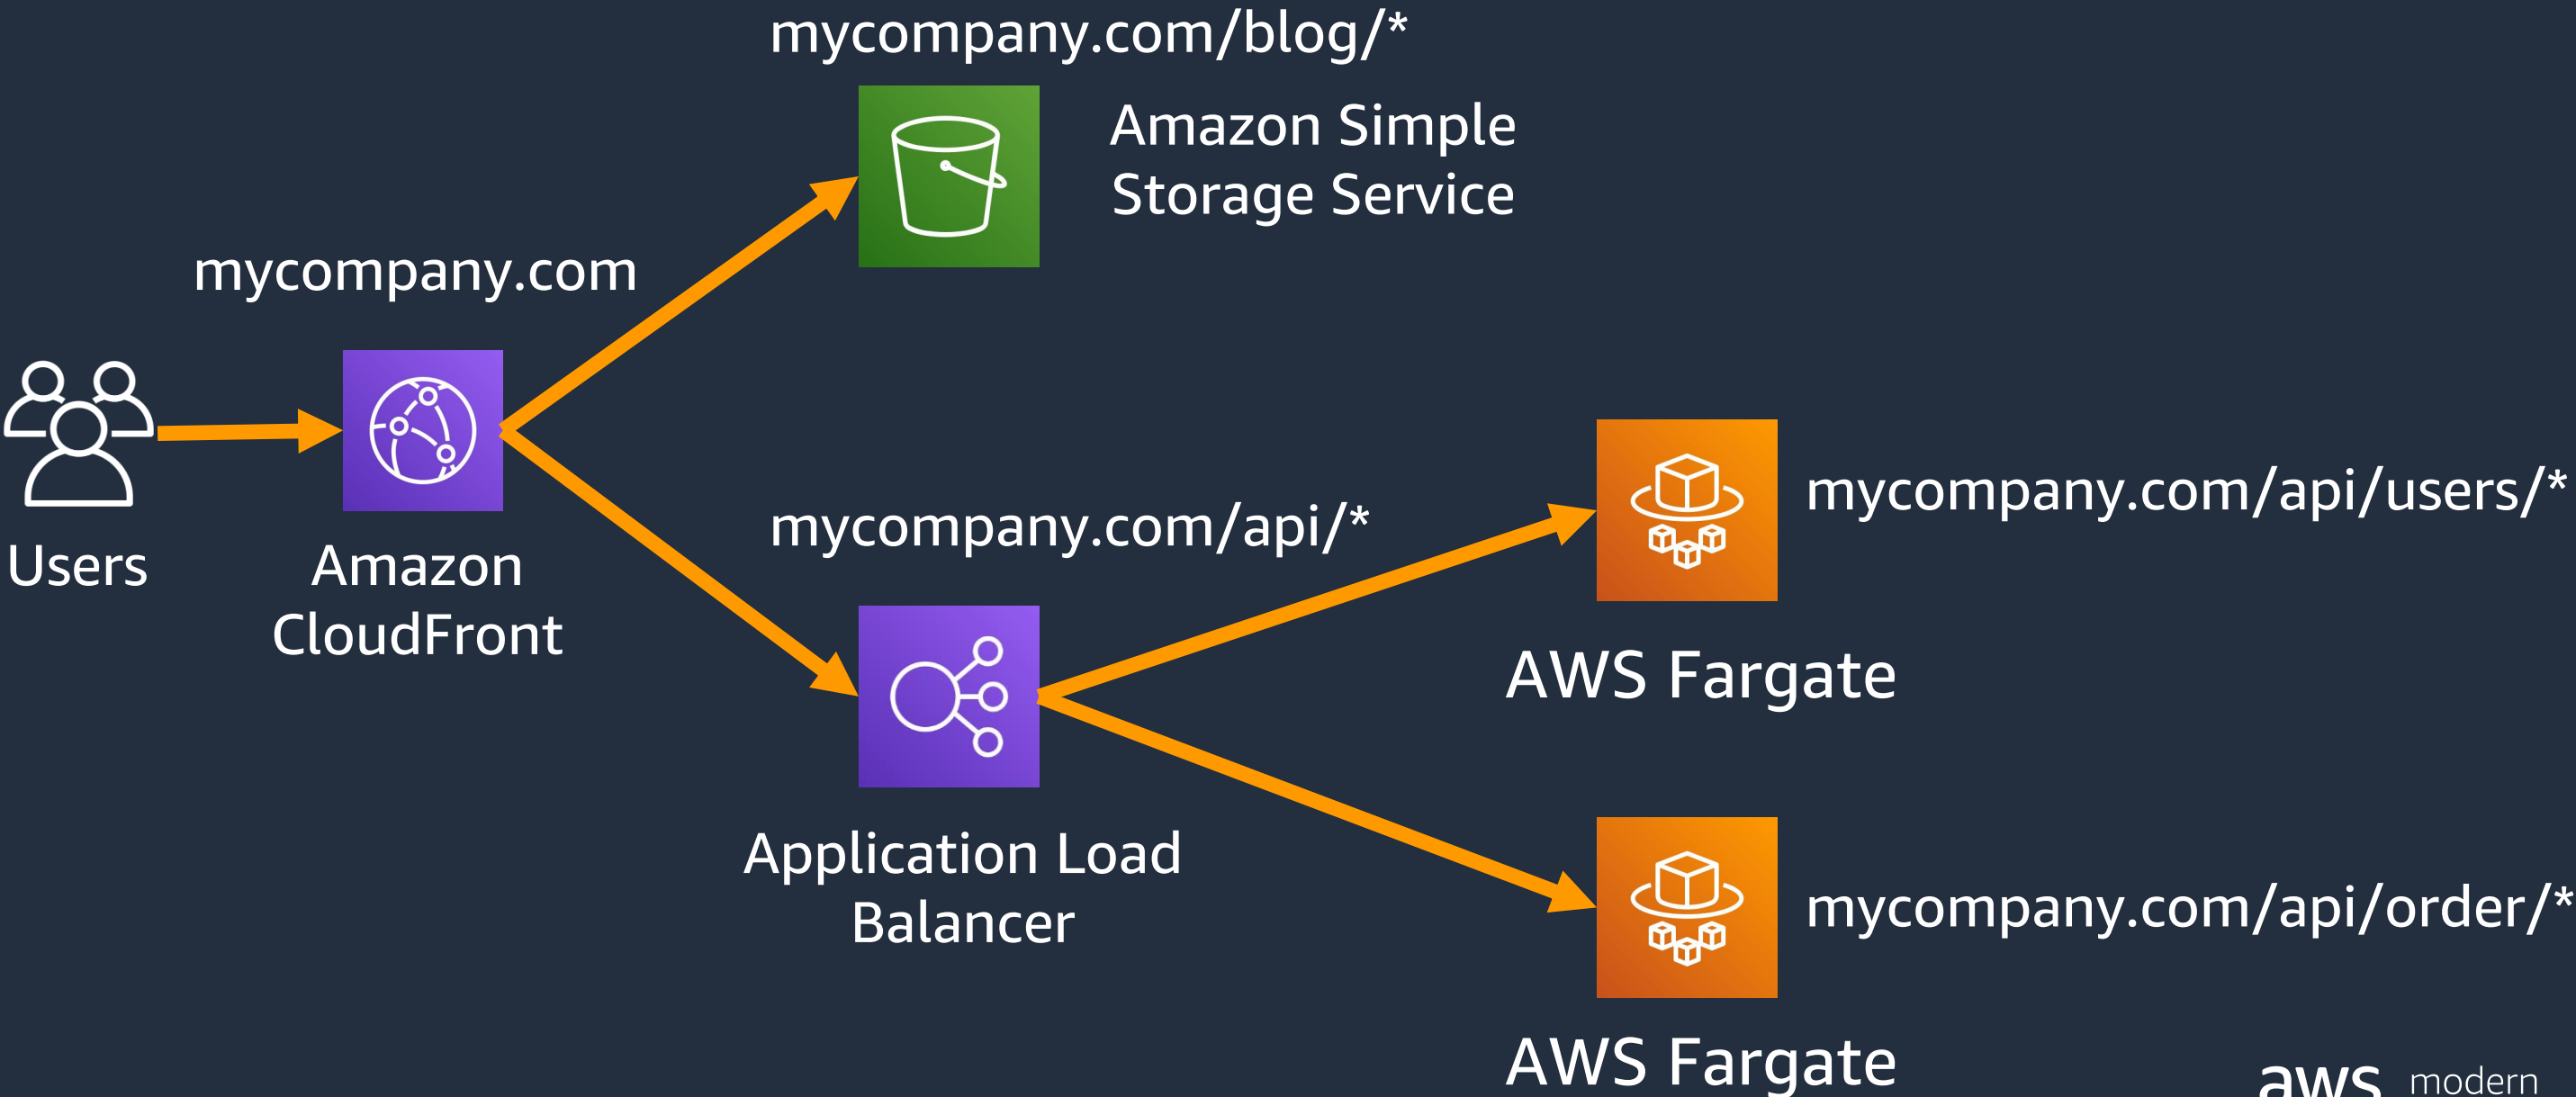 mycompany.com/blog/*
Amazon Simple
Storage Service
mycompany.com
Users
Amazon
CloudFront
mycompany.com/api/*
Application Load
Balancer
mycompany.com/api/users/*
AWS Fargate
mycompany.com/api/order/*
AWS Fargate
aws modern